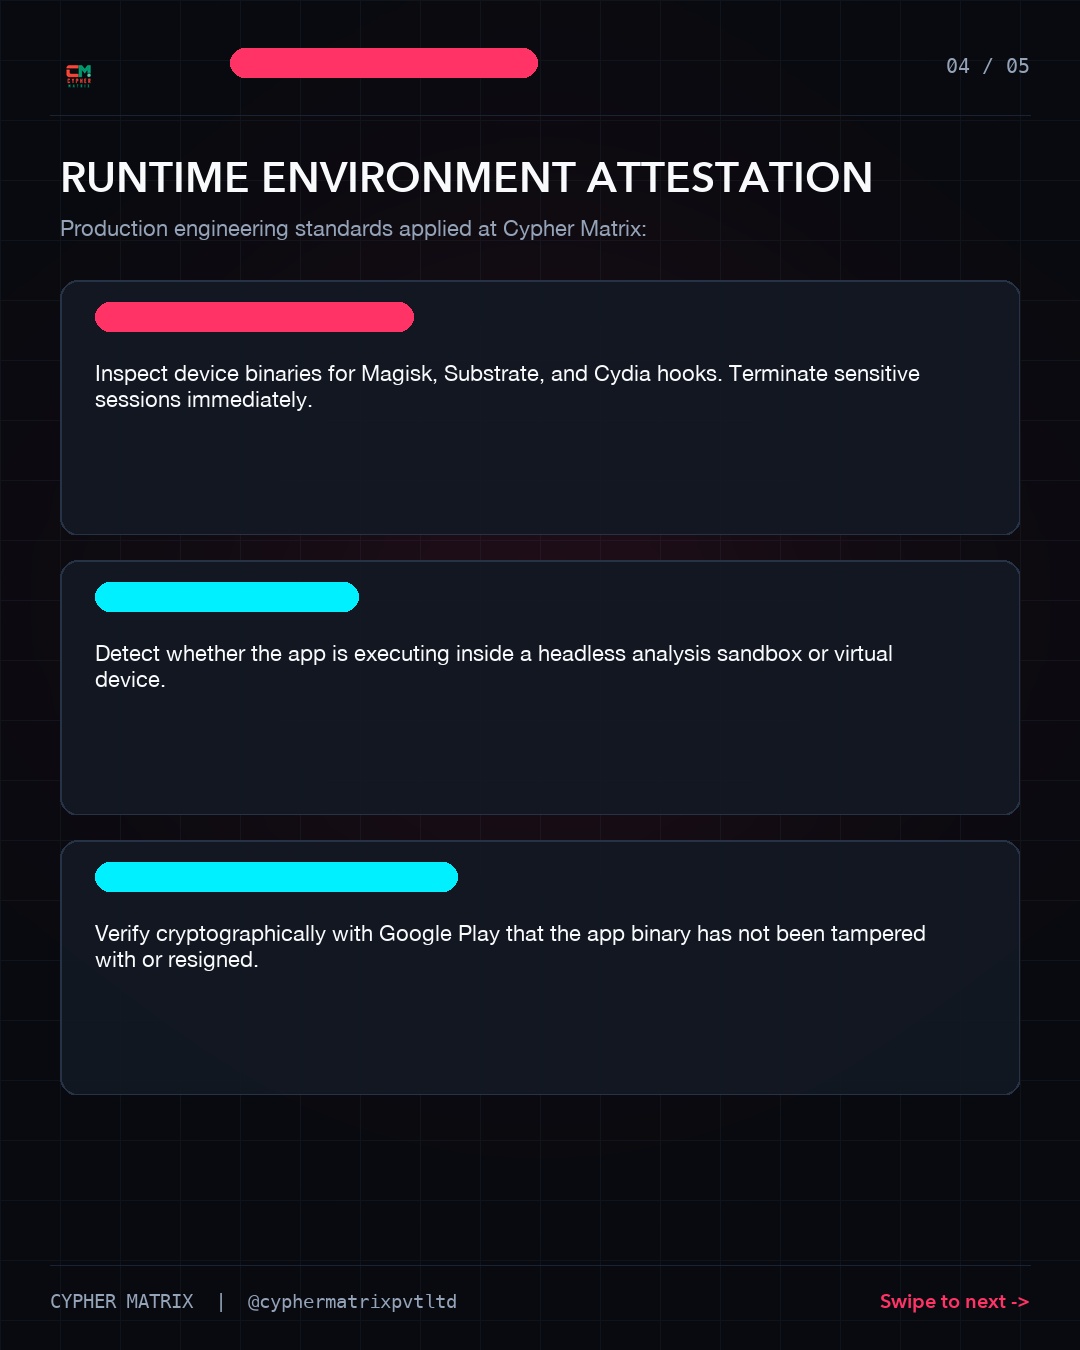 CM
CYPHER
MATRIX
04 / 05
RUNTIME ENVIRONMENT ATTESTATION
Production engineering standards applied at Cypher Matrix:
Inspect device binaries for Magisk, Substrate, and Cydia hooks. Terminate sensitive
sessions immediately.
Detect whether the app is executing inside a headless analysis sandbox or virtual
device.
Verify cryptographically with Google Play that the app binary has not been tampered
with or resigned.
CYPHER MATRIX | @cyphermatrixpvtltd
Swipe to next ->